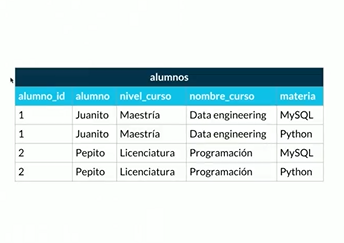 alumnos
alumno_id alumno nivel_curso nombre_curso materia
1 Juanito Maestría Data engineering MySQL
1 Juanito Maestría Data engineering Python
2 Pepito Licenciatura Programación MySQL
2 Pepito Licenciatura Programación Python